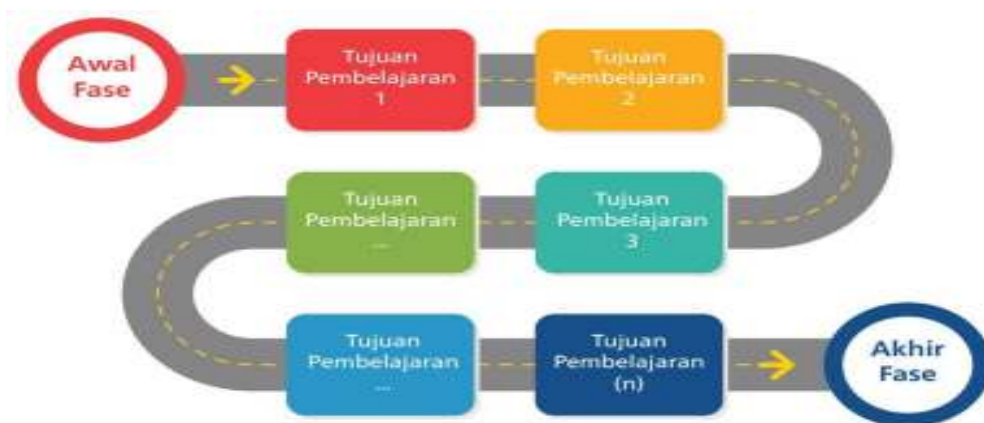 Awal
Fase
Tujuan
Pembelajaran
1
Tujuan
Pembelajaran
2
Tujuan
Pembelajaran
3
Tujuan
Pembelajaran
...
Tujuan
Pembelajaran
...
Tujuan
Pembelajaran
(n)
Akhir
Fase